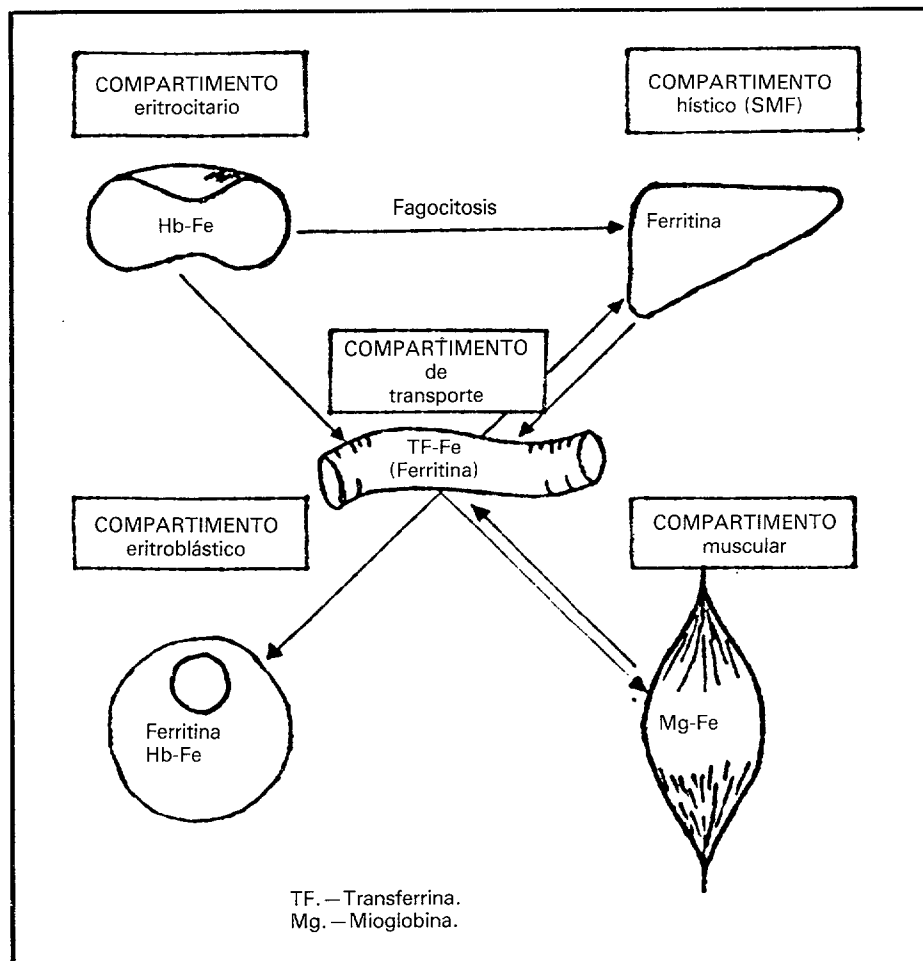 COMPARTIMENTO
eritrocitario
COMPARTIMENTO
hístico (SMF)
Hb-Fe
Fagocitosis
Ferritina
COMPARTIMENTO
de
transporte
TF-Fe
(Ferritina)
COMPARTIMENTO
eritroblástico
COMPARTIMENTO
muscular
Ferritina
Hb-Fe
Mg-Fe
TF.—Transferrina.
Mg.—Mioglobina.